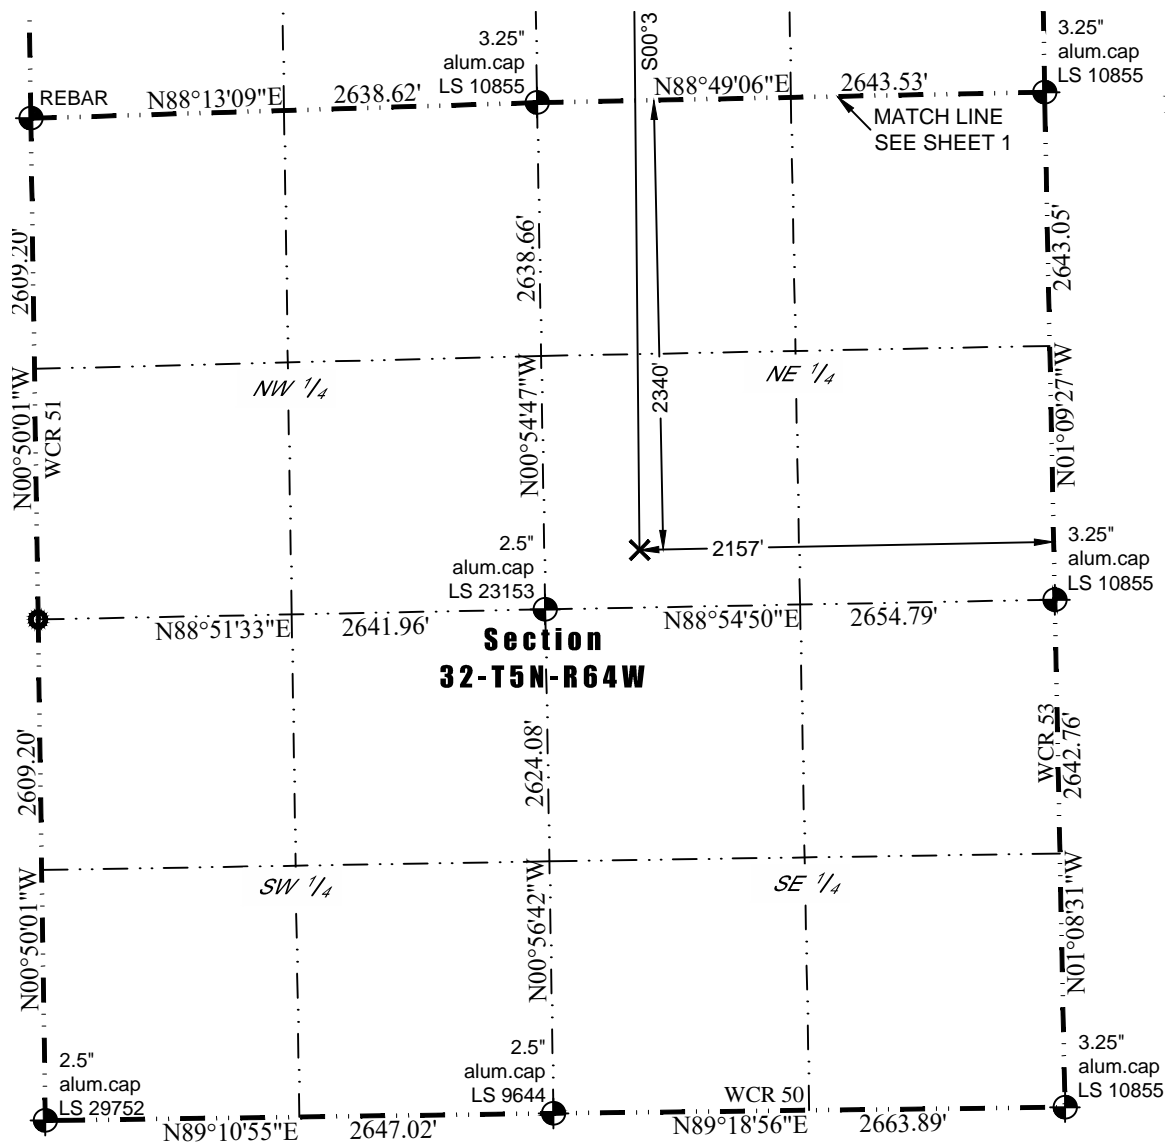 S00°3
3.25"
alum.cap
LS 10855
3.25"
alum.cap
LS 10855
REBAR
N88°13'09"E
2638.62'
N88°49'06"E
2643.53'
MATCH LINE
SEE SHEET 1
2609.20'
2638.66'
2643.05'
NW 1/4
NE 1/4
2340'
N00°50'01"W
WCR 51
N00°54'47"W
N01°09'27"W
2157'
2.5"
alum.cap
LS 23153
3.25"
alum.cap
LS 10855
N88°51'33"E
2641.96'
N88°54'50"E
2654.79'
Section
32-T5N-R64W
2609.20'
2624.08'
WCR 53
2642.76'
SW 1/4
SE 1/4
N00°50'01"W
N00°56'42"W
N01°08'31"W
2.5"
alum.cap
LS 29752
2.5"
alum.cap
LS 9644
3.25"
alum.cap
LS 10855
WCR 50
N89°10'55"E
2647.02'
N89°18'56"E
2663.89'